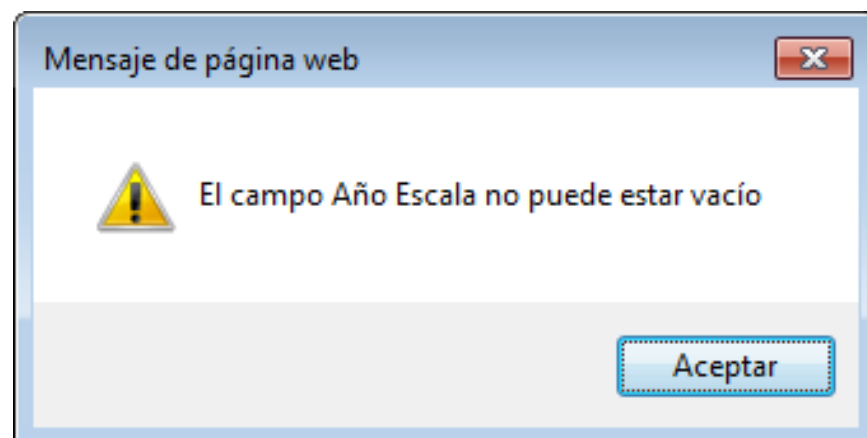 Mensaje de página web
El campo Año Escala no puede estar vacío
Aceptar